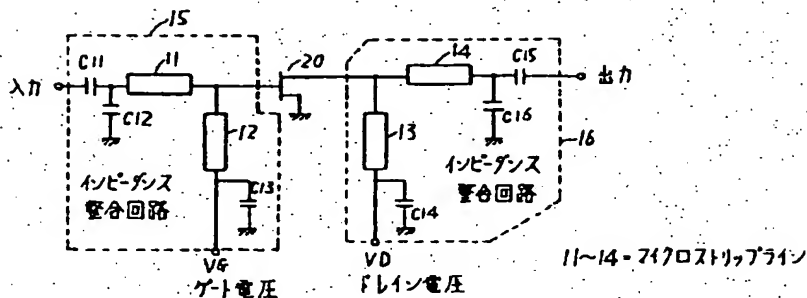 15
入力
C11
11
C12
12
C13
インピーダンス
整合回路
VG
ゲート電圧
20
14
C15
出力
C16
13
16
C14
インピーダンス
整合回路
VD
ドレイン電圧
11~14=マイクロストリップライン